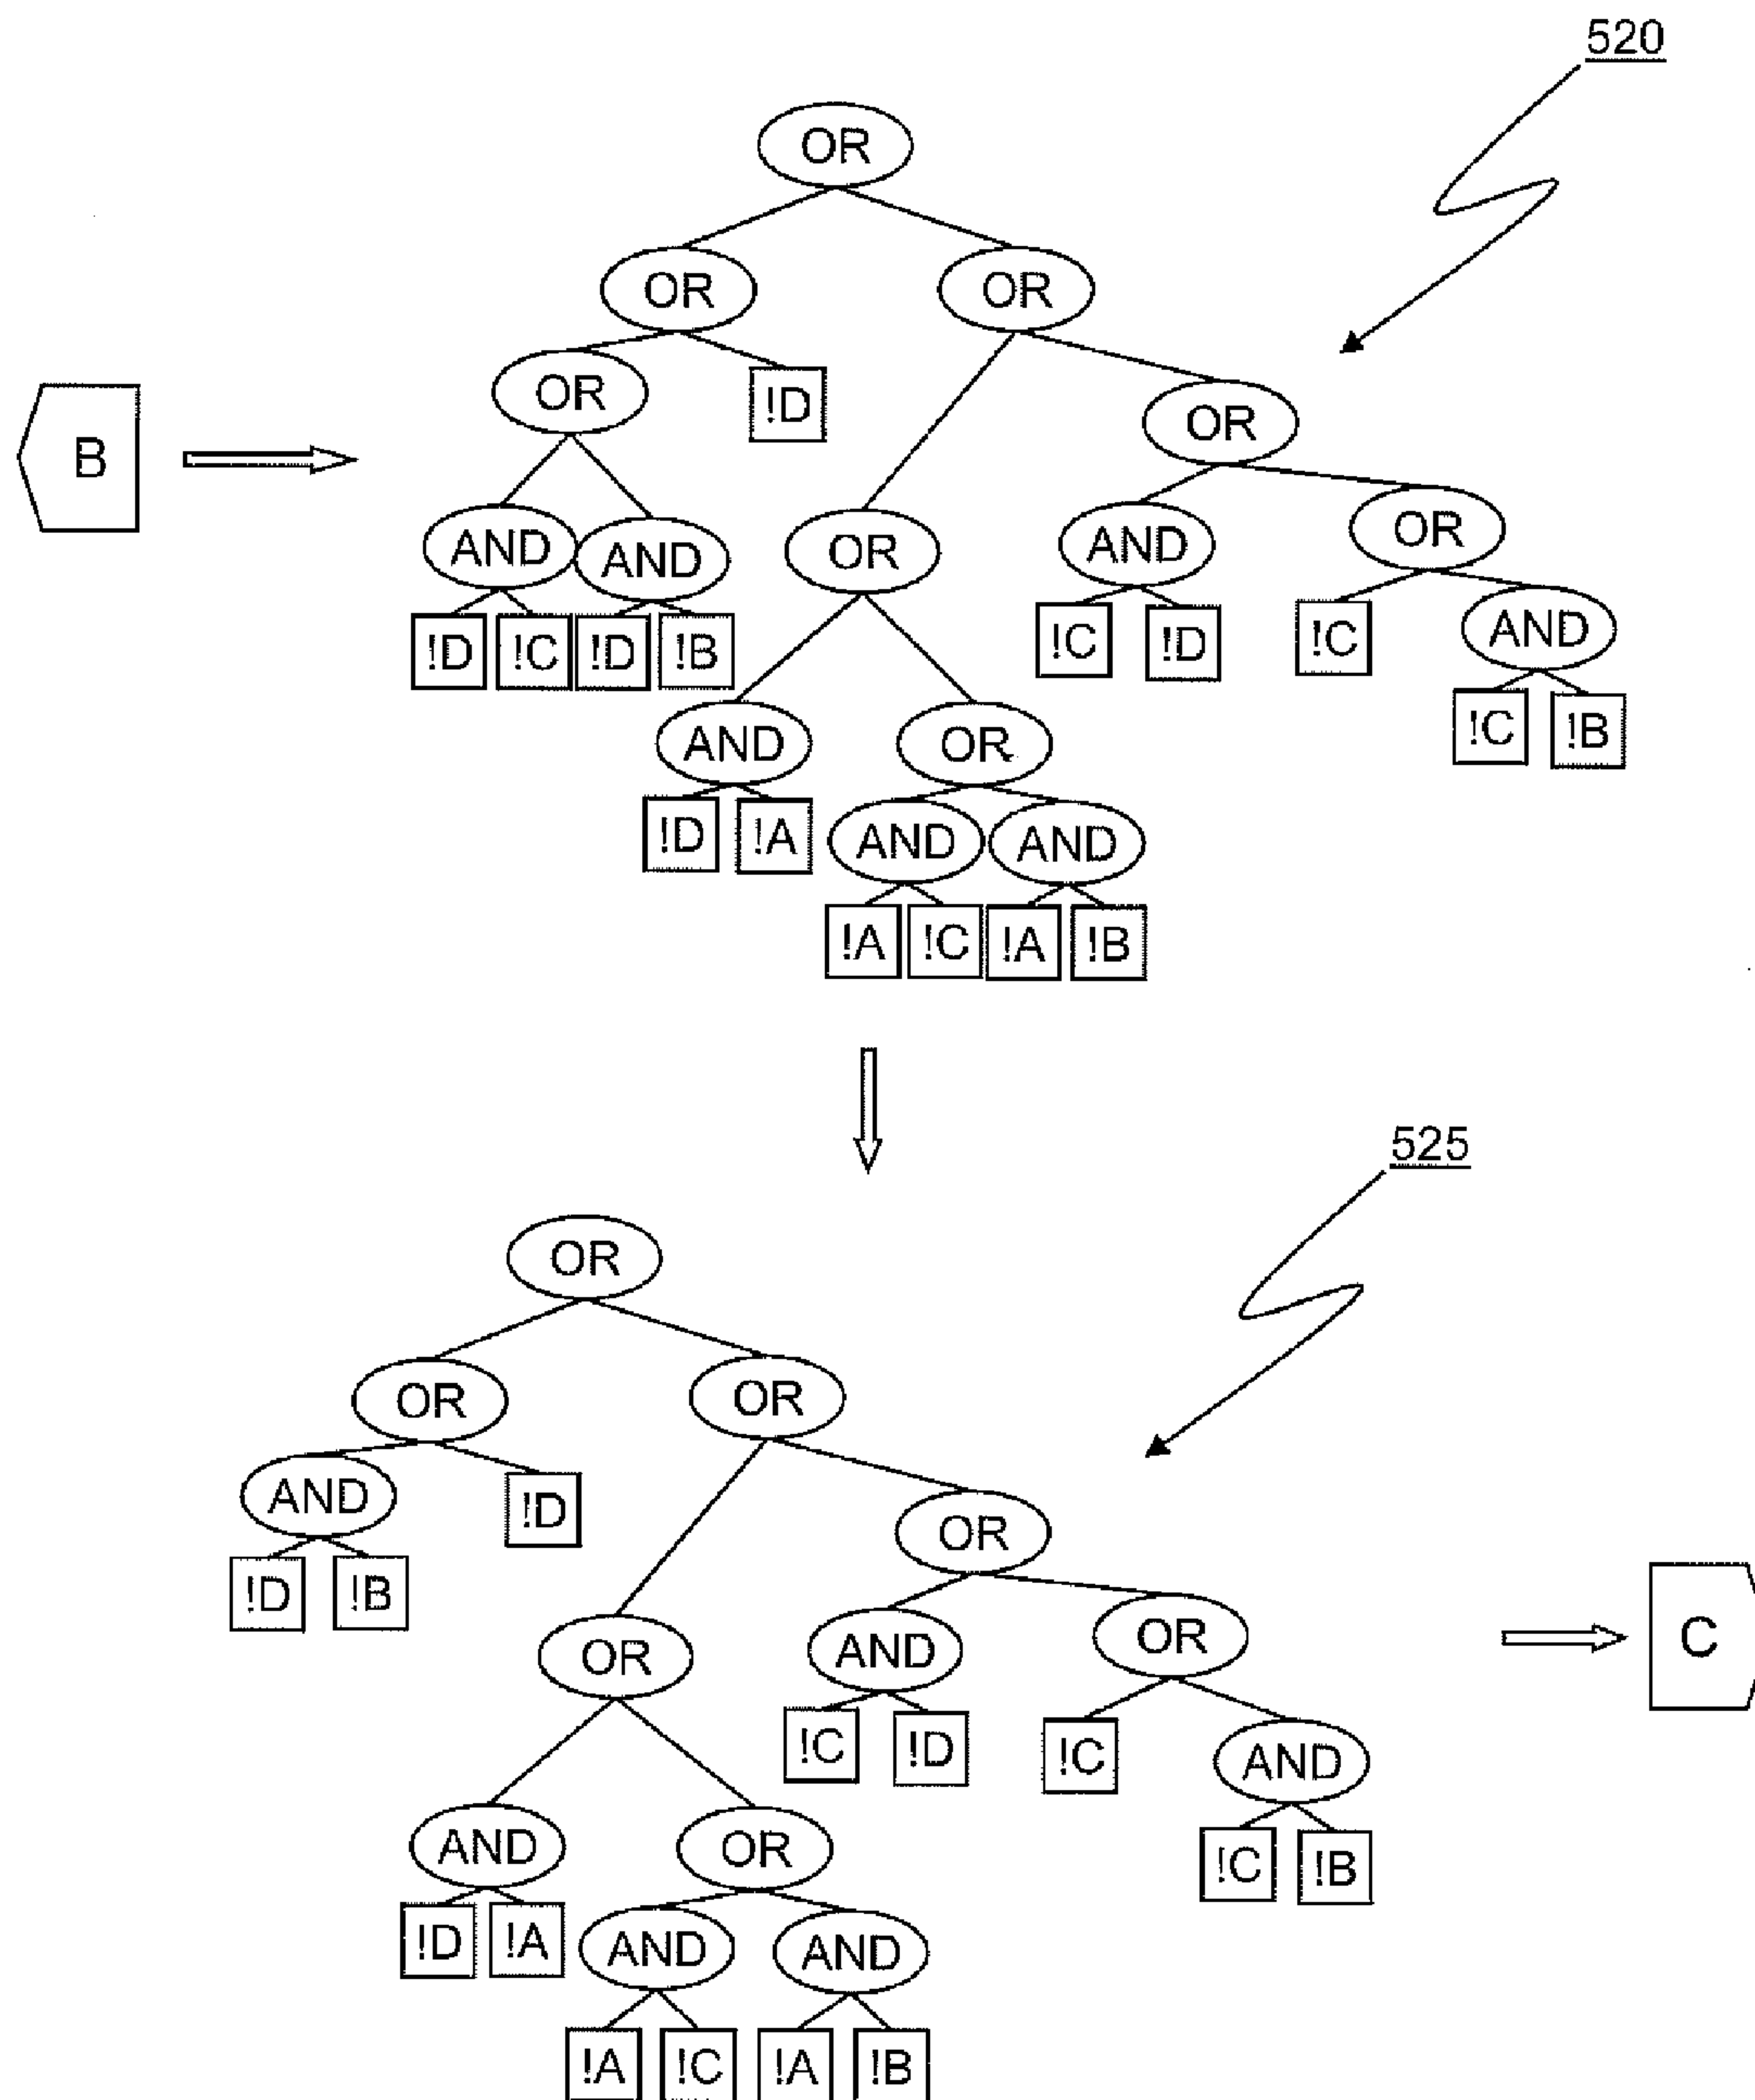 520
OR
OR OR
OR !D OR
B
AND AND OR AND OR
!D !C !D !B !C !D !C AND
AND OR !C !B
!D !A AND AND
!A !C !A !B
525
OR
OR OR
AND !D OR
!D !B OR AND OR C
!C !D !C AND
AND OR !C !B
!D !A AND AND
!A !C !A !B